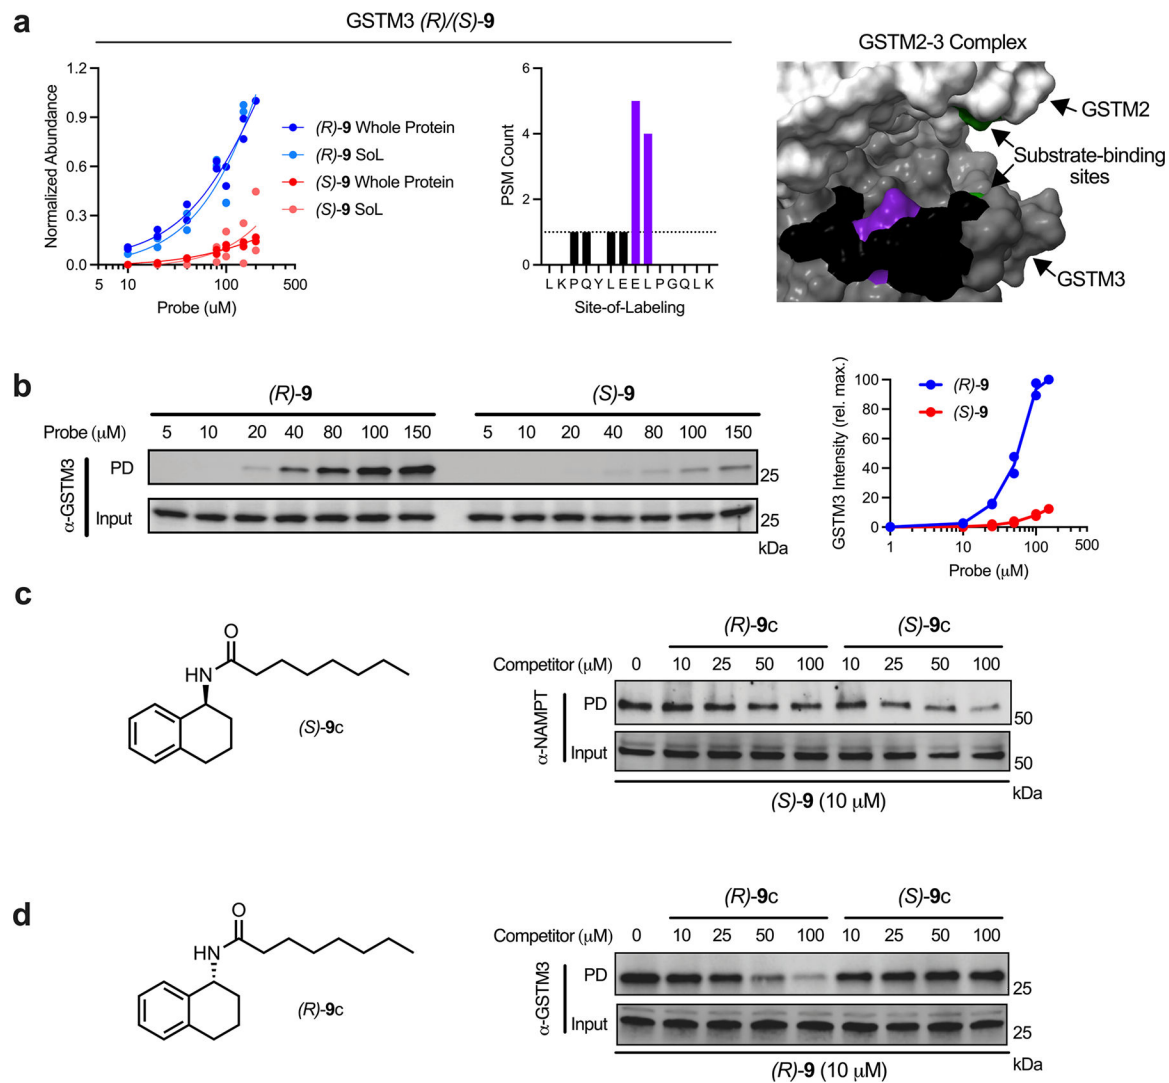 a
GSTM3 (R)/(S)-9
1.2
0.9
0.6
0.3
0.0
Normalized Abundance
5 10 100 500
Probe (uM)
(R)-9 Whole Protein
(R)-9 SoL
(S)-9 Whole Protein
(S)-9 SoL
6
4
2
0
PSM Count
L K P Q Y L E E L P G Q L K
Site-of-Labeling
GSTM2-3 Complex
GSTM2
Substrate-binding
sites
GSTM3
b
(R)-9 (S)-9
Probe (μM) 5 10 20 40 80 100 150 5 10 20 40 80 100 150
α-GSTM3
PD 25
Input 25
kDa
100
80
60
40
20
0
GSTM3 Intensity (rel. max.)
(R)-9
(S)-9
1 10 100 500
Probe (μM)
c
O
HN
(S)-9c
(R)-9c (S)-9c
Competitor (μM) 0 10 25 50 100 10 25 50 100
α-NAMPT
PD 50
Input 50
kDa
(S)-9 (10 μM)
d
O
HN
(R)-9c
(R)-9c (S)-9c
Competitor (μM) 0 10 25 50 100 10 25 50 100
α-GSTM3
PD 25
Input 25
kDa
(R)-9 (10 μM)